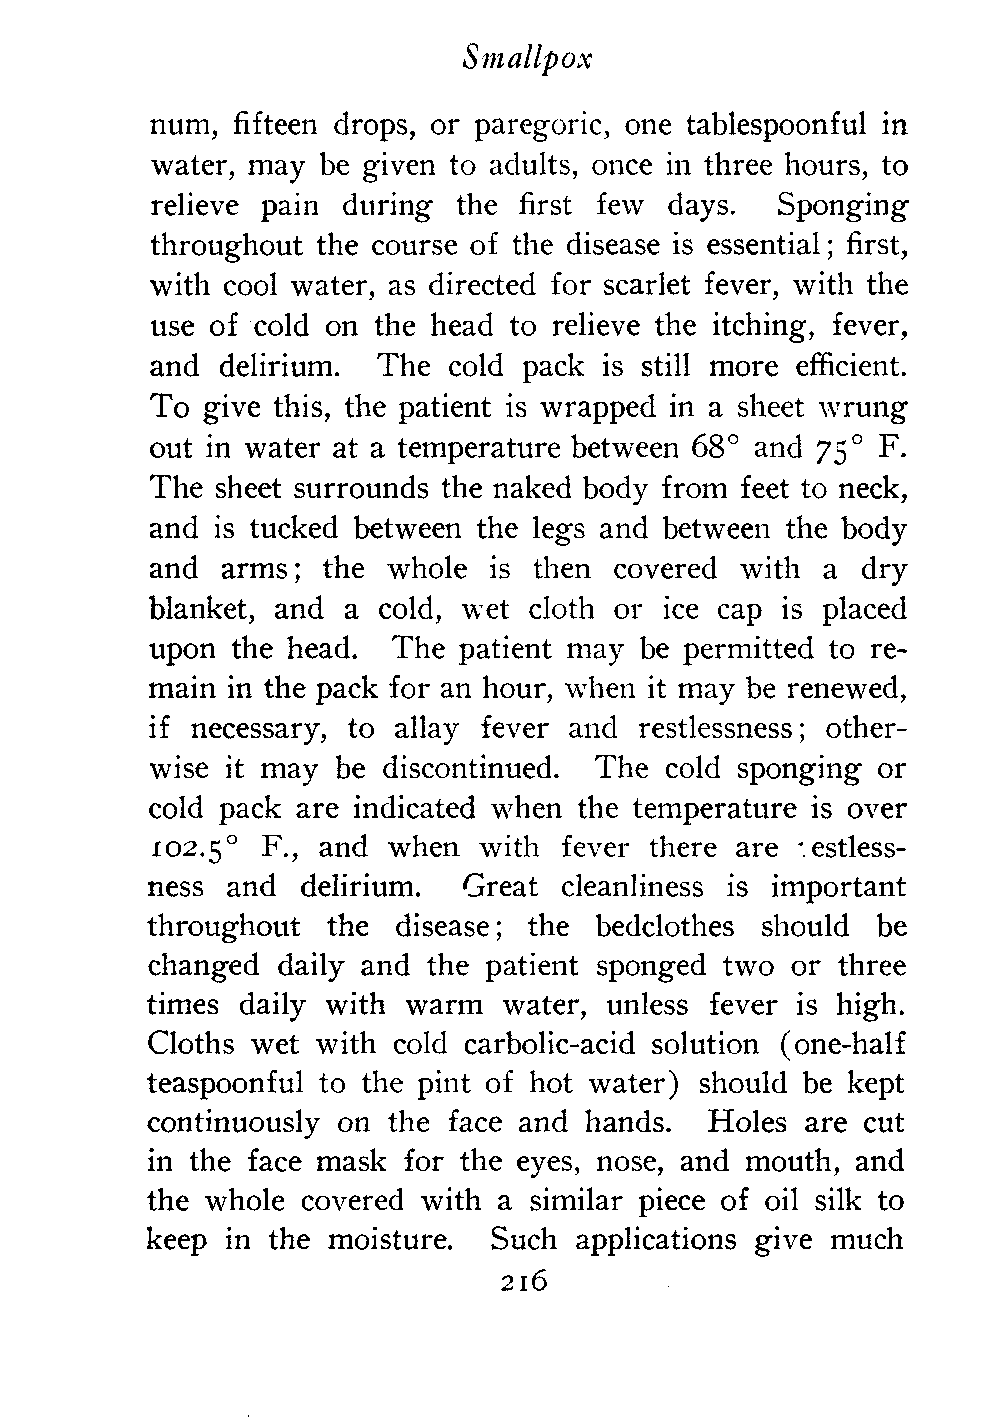 Smallpox
num, fifteen drops, or paregoric, one tablespoonful in
water, may be given to adults, once in three hours, to
relieve pain during the first few days. Sponging
throughout the course of the disease is essential; first,
with cool water, as directed for scarlet fever, with the
use of cold on the head to relieve the itching, fever,
and delirium. The cold pack is still more efficient.
To give this, the patient is wrapped in a sheet wrung
out in water at a temperature between 68° and 75° F.
The sheet surrounds the naked body from feet to neck,
and is tucked between the legs and between the body
and arms; the whole is then covered with a dry
blanket, and a cold, wet cloth or ice cap is placed
upon the head. The patient may be permitted to re-
main in the pack for an hour, when it may be renewed,
if necessary, to allay fever and restlessness; other-
wise it may be discontinued. The cold sponging or
cold pack are indicated when the temperature is over
102.5° F., and when with fever there are restless-
ness and delirium. Great cleanliness is important
throughout the disease; the bedclothes should be
changed daily and the patient sponged two or three
times daily with warm water, unless fever is high.
Cloths wet with cold carbolic-acid solution (one-half
teaspoonful to the pint of hot water) should be kept
continuously on the face and hands. Holes are cut
in the face mask for the eyes, nose, and mouth, and
the whole covered with a similar piece of oil silk to
keep in the moisture. Such applications give much
216